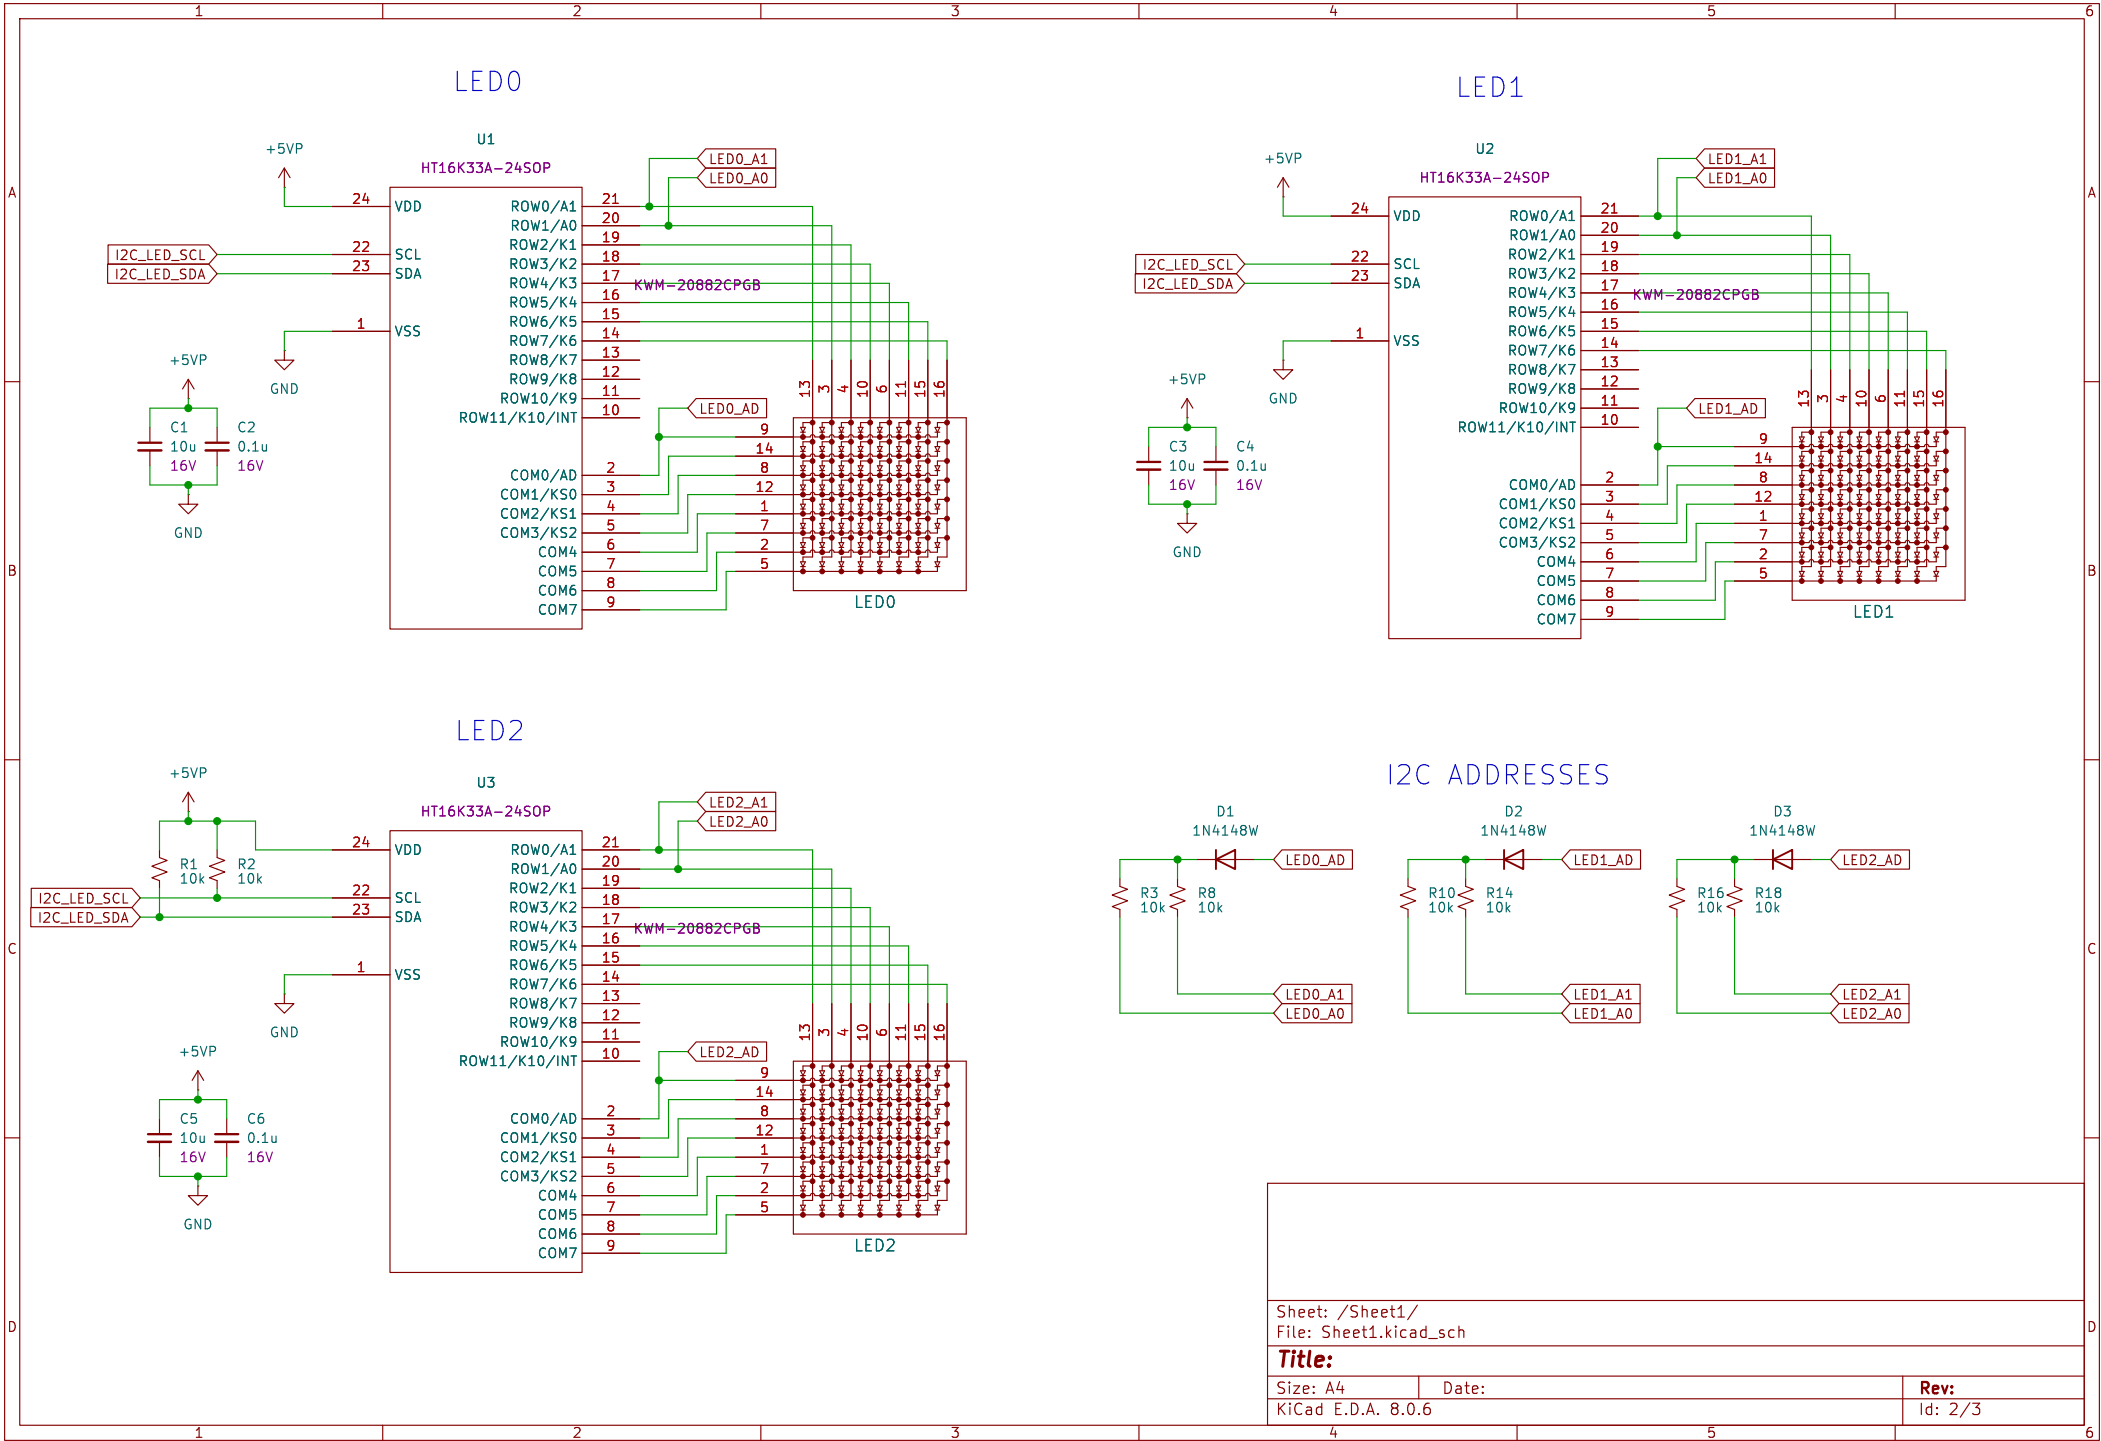 1 2 3 4 5 6
LED0
U1
HT16K33A-24SOP
+5VP
24 VDD
I2C_LED_SCL 22 SCL
I2C_LED_SDA 23 SDA
1 VSS
GND
+5VP
C1 10u 16V
C2 0.1u 16V
GND
LED0_A1
LED0_A0
ROW0/A1 21
ROW1/A0 20
ROW2/K1 19
ROW3/K2 18
ROW4/K3 17
ROW5/K4 16
ROW6/K5 15
ROW7/K6 14
ROW8/K7 13
ROW9/K8 12
ROW10/K9 11
ROW11/K10/INT 10
KWM-20882CPGB
13 3 4 10 6 11 15 16
LED0_AD
COM0/AD 2
COM1/KS0 3
COM2/KS1 4
COM3/KS2 5
COM4 6
COM5 7
COM6 8
COM7 9
9
14
8
12
1
7
2
5
LED0
LED1
U2
HT16K33A-24SOP
+5VP
24 VDD
I2C_LED_SCL 22 SCL
I2C_LED_SDA 23 SDA
1 VSS
GND
+5VP
C3 10u 16V
C4 0.1u 16V
GND
LED1_A1
LED1_A0
ROW0/A1 21
ROW1/A0 20
ROW2/K1 19
ROW3/K2 18
ROW4/K3 17
ROW5/K4 16
ROW6/K5 15
ROW7/K6 14
ROW8/K7 13
ROW9/K8 12
ROW10/K9 11
ROW11/K10/INT 10
KWM-20882CPGB
13 3 4 10 6 11 15 16
LED1_AD
COM0/AD 2
COM1/KS0 3
COM2/KS1 4
COM3/KS2 5
COM4 6
COM5 7
COM6 8
COM7 9
9
14
8
12
1
7
2
5
LED1
LED2
U3
HT16K33A-24SOP
+5VP
R1 10k
R2 10k
24 VDD
I2C_LED_SCL 22 SCL
I2C_LED_SDA 23 SDA
1 VSS
GND
+5VP
C5 10u 16V
C6 0.1u 16V
GND
LED2_A1
LED2_A0
ROW0/A1 21
ROW1/A0 20
ROW2/K1 19
ROW3/K2 18
ROW4/K3 17
ROW5/K4 16
ROW6/K5 15
ROW7/K6 14
ROW8/K7 13
ROW9/K8 12
ROW10/K9 11
ROW11/K10/INT 10
KWM-20882CPGB
13 3 4 10 6 11 15 16
LED2_AD
COM0/AD 2
COM1/KS0 3
COM2/KS1 4
COM3/KS2 5
COM4 6
COM5 7
COM6 8
COM7 9
9
14
8
12
1
7
2
5
LED2
I2C ADDRESSES
D1
1N4148W
LED0_AD
R3 10k
R8 10k
LED0_A1
LED0_A0
D2
1N4148W
LED1_AD
R10 10k
R14 10k
LED1_A1
LED1_A0
D3
1N4148W
LED2_AD
R16 10k
R18 10k
LED2_A1
LED2_A0
A A
B B
C C
D D
Sheet: /Sheet1/
File: Sheet1.kicad_sch
Title:
Size: A4 Date: Rev:
KiCad E.D.A. 8.0.6 Id: 2/3
1 2 3 4 5 6